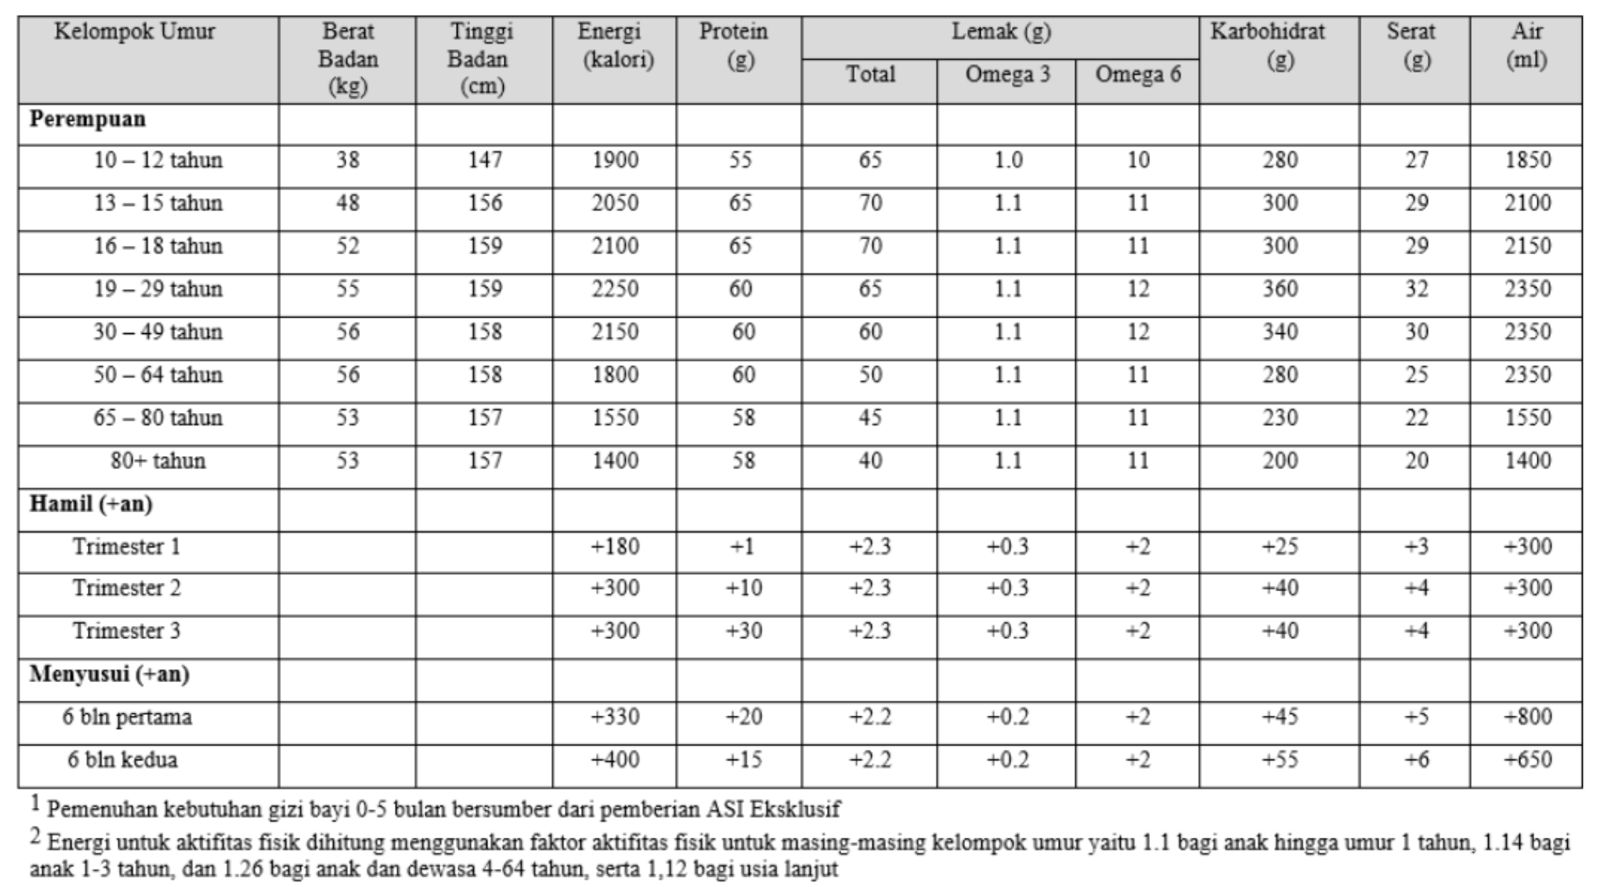 Kelompok Umur Berat Badan (kg) Tinggi Badan (cm) Energi (kalori) Protein (g) Lemak (g) Karbohidrat (g) Serat (g) Air (ml)
Total Omega 3 Omega 6
Perempuan
10 – 12 tahun 38 147 1900 55 65 1.0 10 280 27 1850
13 – 15 tahun 48 156 2050 65 70 1.1 11 300 29 2100
16 – 18 tahun 52 159 2100 65 70 1.1 11 300 29 2150
19 – 29 tahun 55 159 2250 60 65 1.1 12 360 32 2350
30 – 49 tahun 56 158 2150 60 60 1.1 12 340 30 2350
50 – 64 tahun 56 158 1800 60 50 1.1 11 280 25 2350
65 – 80 tahun 53 157 1550 58 45 1.1 11 230 22 1550
80+ tahun 53 157 1400 58 40 1.1 11 200 20 1400
Hamil (+an)
Trimester 1 +180 +1 +2.3 +0.3 +2 +25 +3 +300
Trimester 2 +300 +10 +2.3 +0.3 +2 +40 +4 +300
Trimester 3 +300 +30 +2.3 +0.3 +2 +40 +4 +300
Menyusui (+an)
6 bln pertama +330 +20 +2.2 +0.2 +2 +45 +5 +800
6 bln kedua +400 +15 +2.2 +0.2 +2 +55 +6 +650
1 Pemenuhan kebutuhan gizi bayi 0-5 bulan bersumber dari pemberian ASI Eksklusif
2 Energi untuk aktifitas fisik dihitung menggunakan faktor aktifitas fisik untuk masing-masing kelompok umur yaitu 1.1 bagi anak hingga umur 1 tahun, 1.14 bagi
anak 1-3 tahun, dan 1.26 bagi anak dan dewasa 4-64 tahun, serta 1,12 bagi usia lanjut